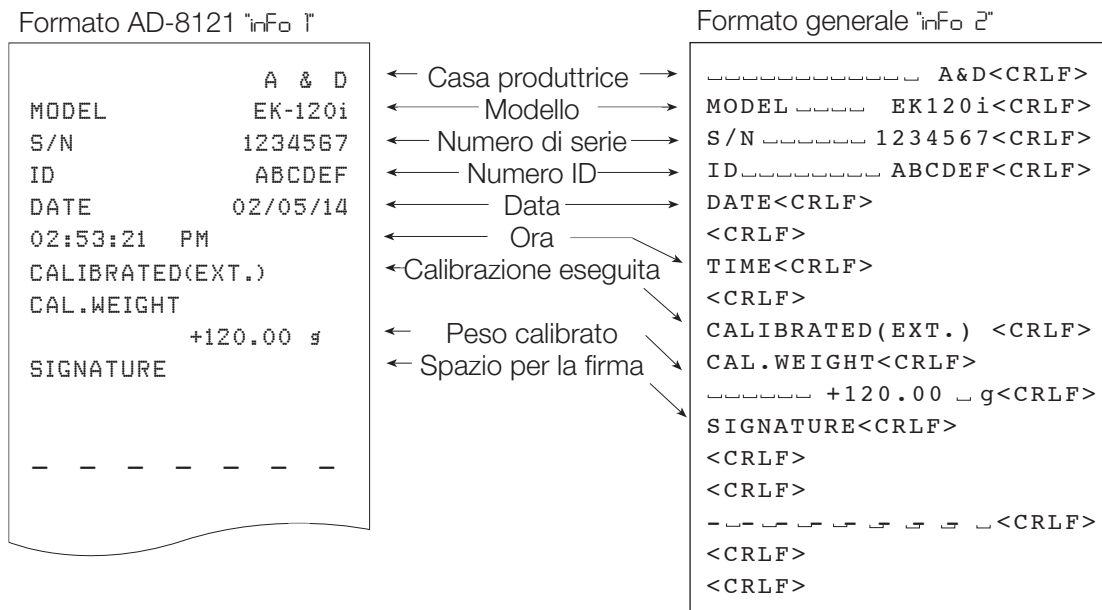 Formato AD-8121 "inFo 1"
A & D
MODEL EK-120i
S/N 1234567
ID ABCDEF
DATE 02/05/14
02:53:21 PM
CALIBRATED(EXT.)
CAL.WEIGHT
+120.00 g
SIGNATURE
_ _ _ _ _ _ _
Casa produttrice
Modello
Numero di serie
Numero ID
Data
Ora
Calibrazione eseguita
Peso calibrato
Spazio per la firma
Formato generale "inFo 2"
␣␣␣␣␣␣␣␣␣␣␣␣ A&D<CRLF>
MODEL ␣␣␣␣ EK120i<CRLF>
S/N ␣␣␣␣␣␣ 1234567<CRLF>
ID␣␣␣␣␣␣␣␣ ABCDEF<CRLF>
DATE<CRLF>
<CRLF>
TIME<CRLF>
<CRLF>
CALIBRATED(EXT.) <CRLF>
CAL.WEIGHT<CRLF>
␣␣␣␣␣␣ +120.00 ␣ g<CRLF>
SIGNATURE<CRLF>
<CRLF>
<CRLF>
-␣-␣-␣-␣-␣-␣-␣-␣<CRLF>
<CRLF>
<CRLF>